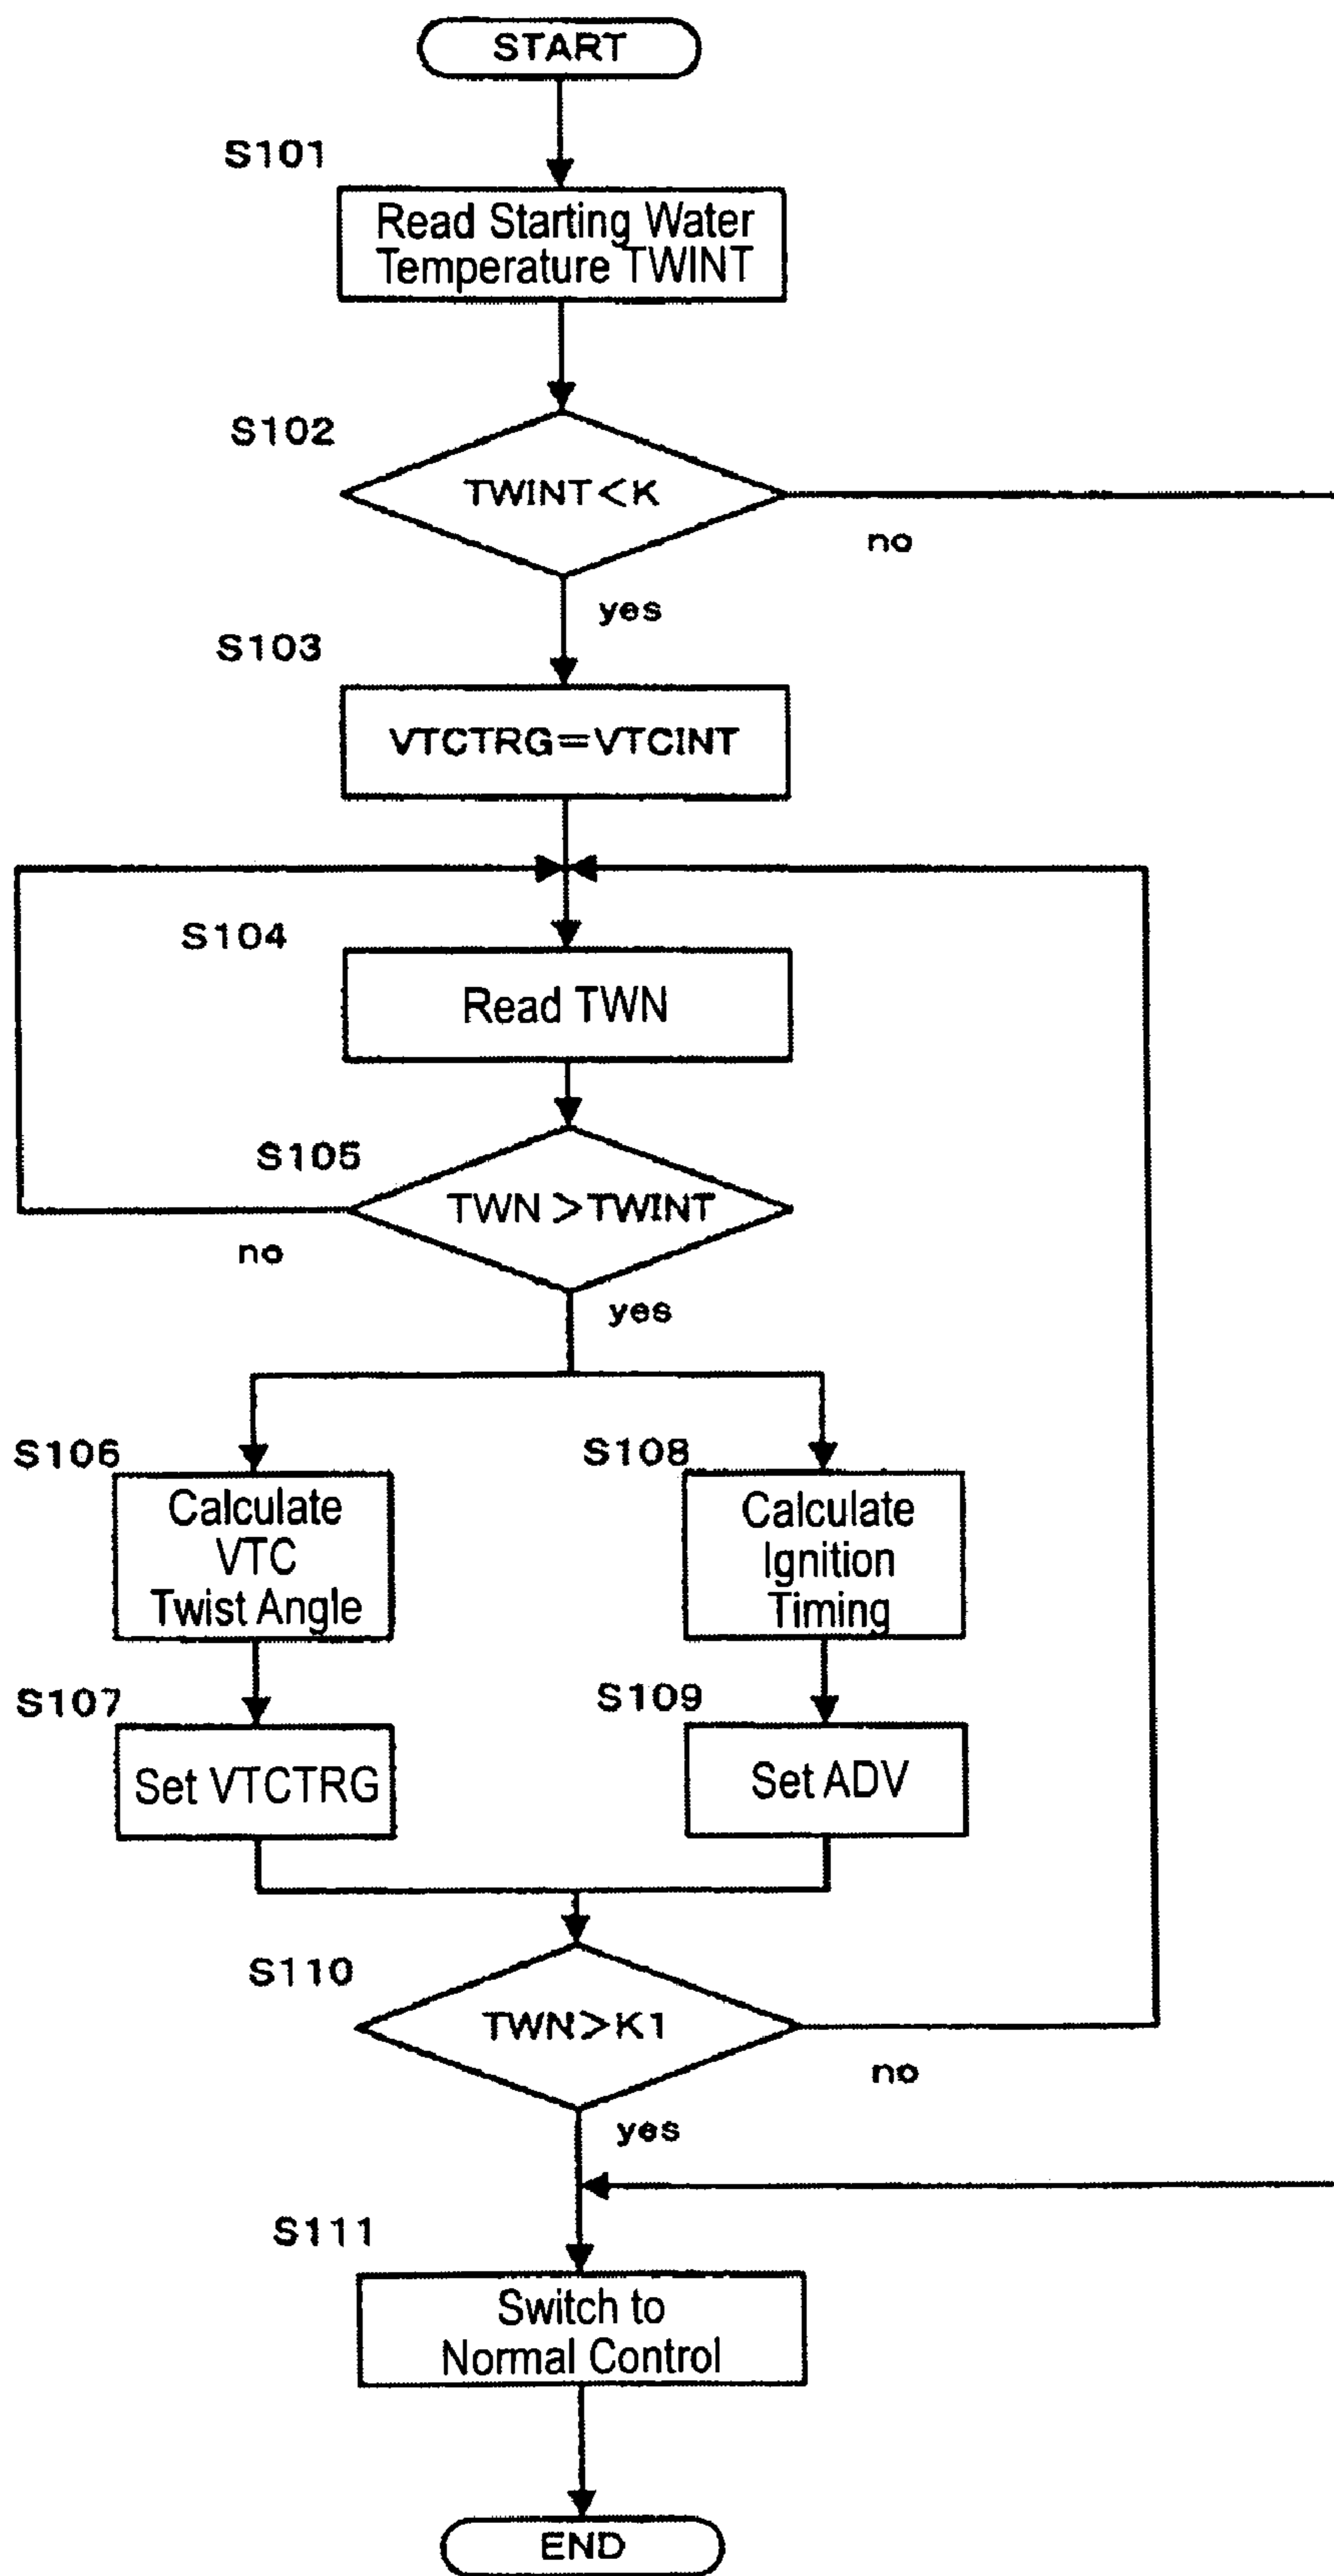 START
S101
Read Starting Water
Temperature TWINT
S102
TWINT<K
no
yes
S103
VTCTRG=VTCINT
S104
Read TWN
S105
TWN>TWINT
no
yes
S106
Calculate
VTC
Twist Angle
S108
Calculate
Ignition
Timing
S107
Set VTCTRG
S109
Set ADV
S110
TWN>K1
no
yes
S111
Switch to
Normal Control
END